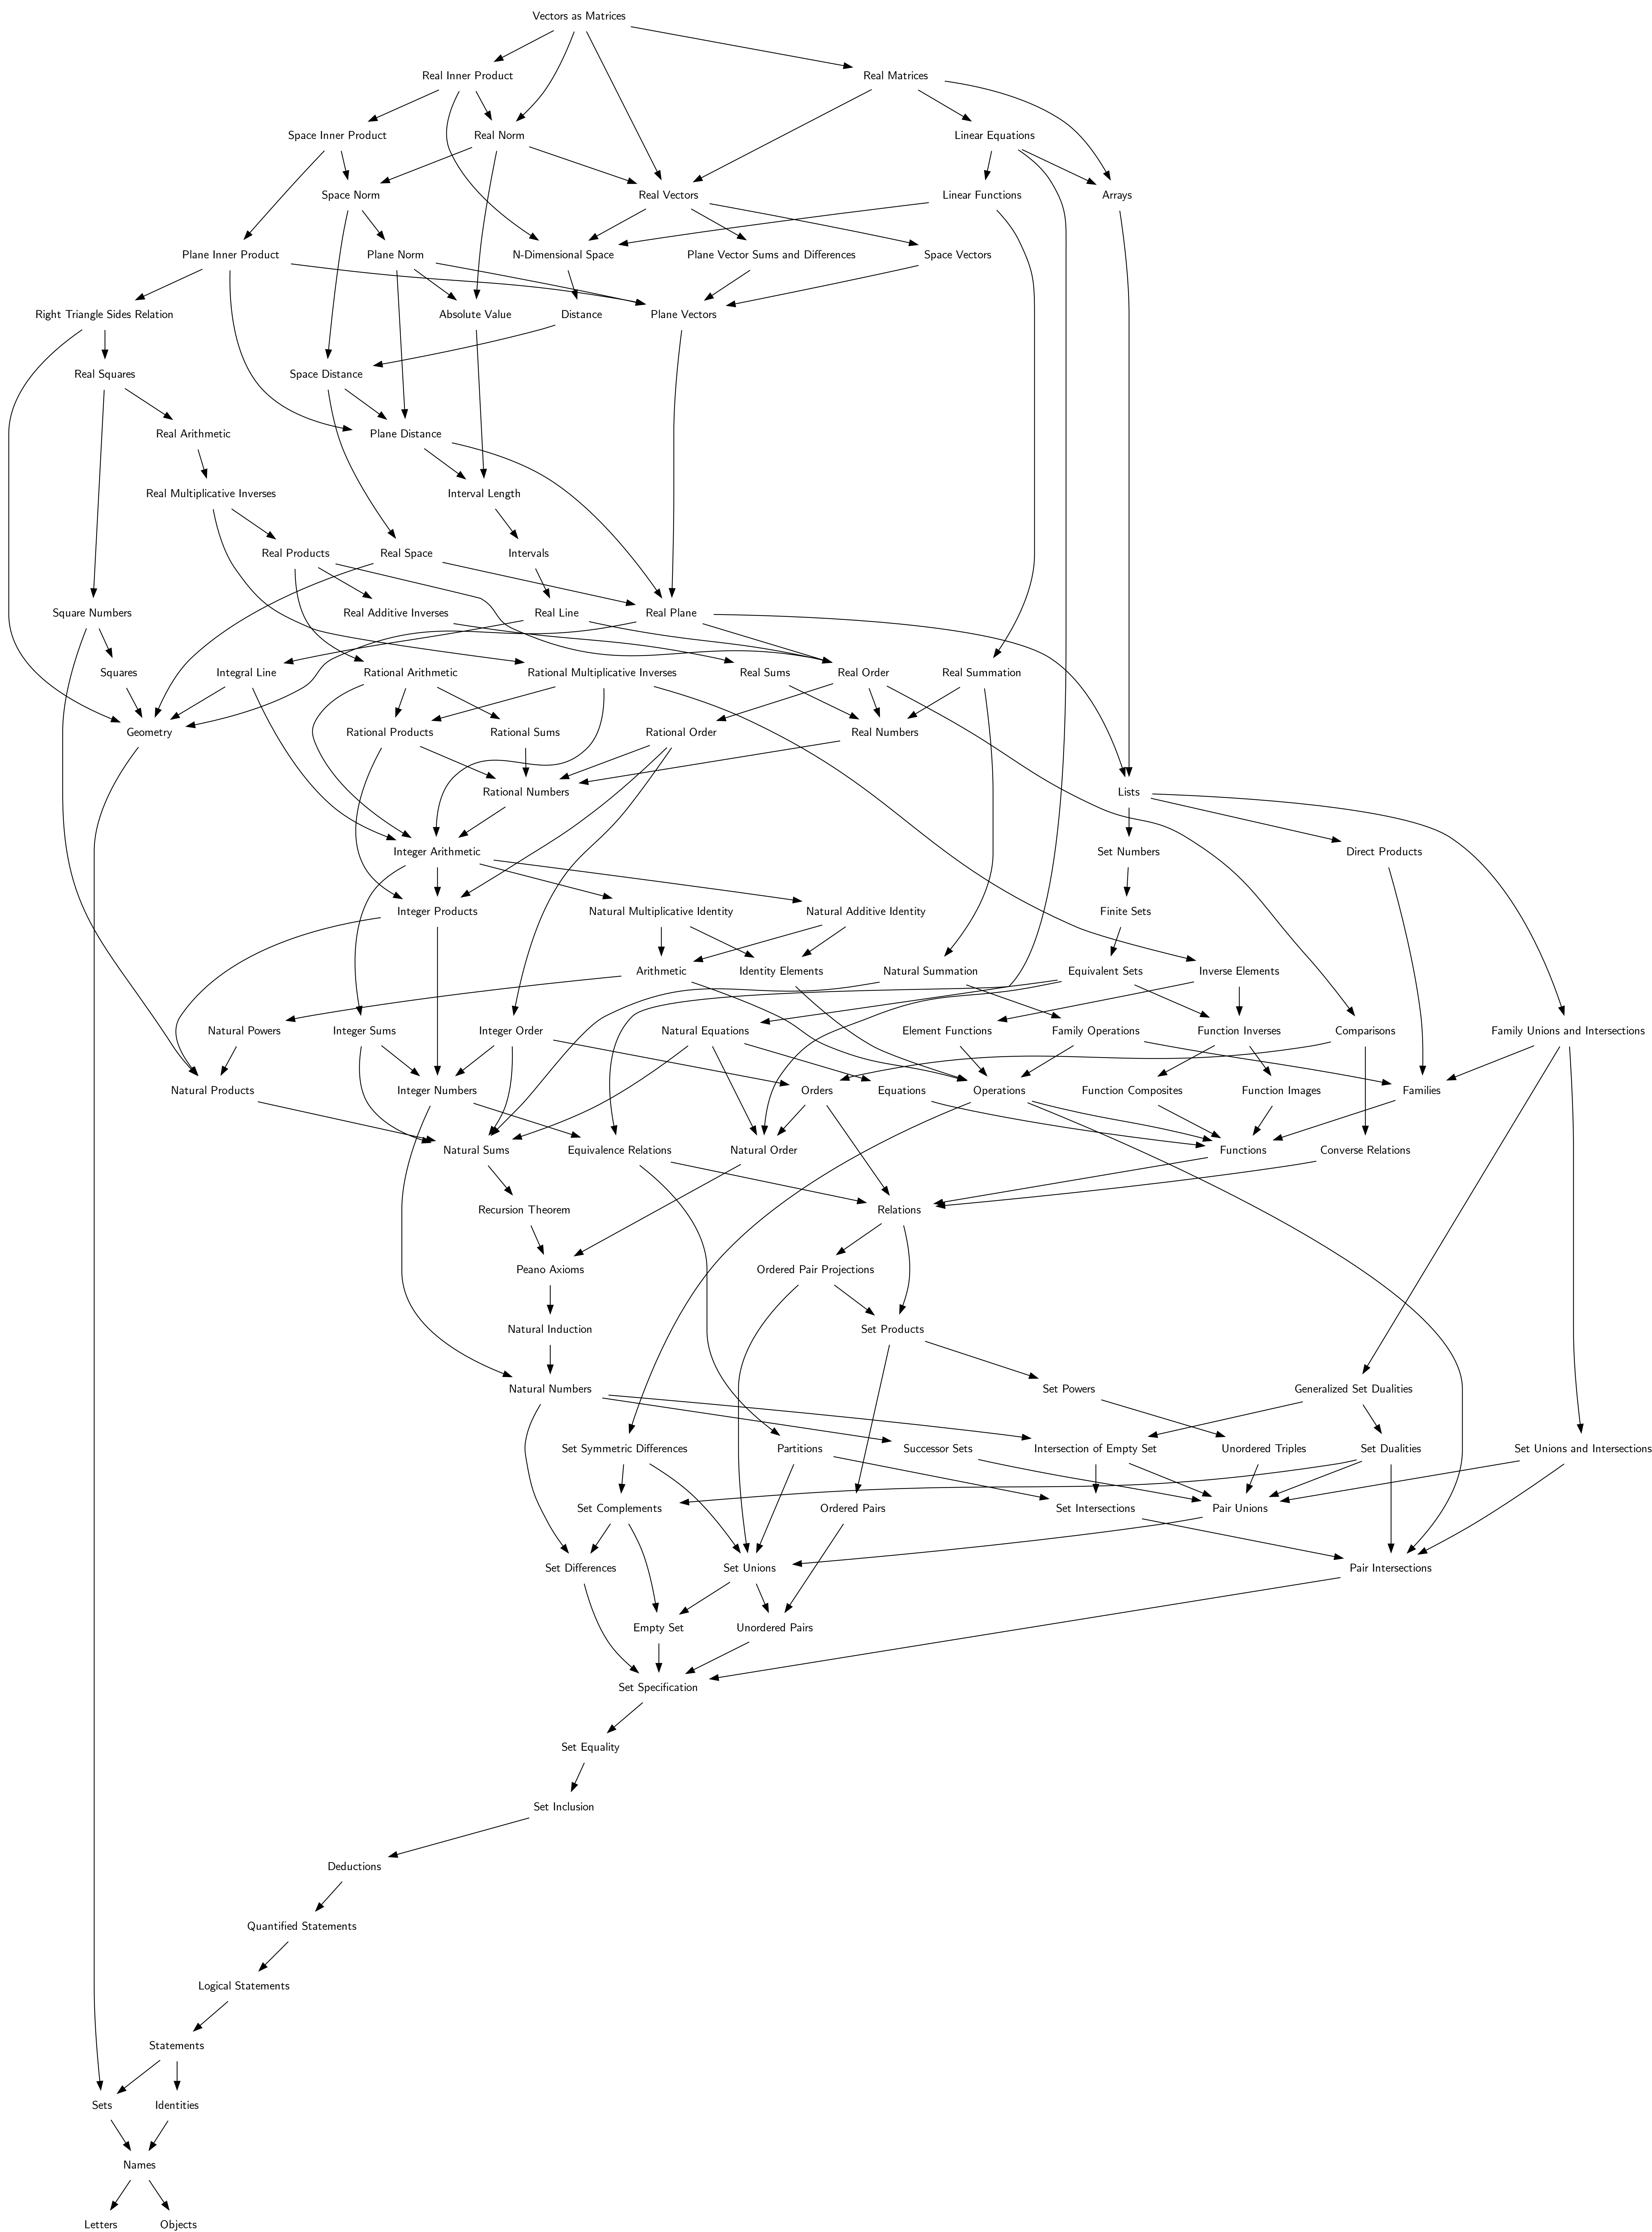 Vectors as Matrices
Real Inner Product
Real Matrices
Space Inner Product
Real Norm
Linear Equations
Space Norm
Real Vectors
Linear Functions
Arrays
Plane Inner Product
Plane Norm
N-Dimensional Space
Plane Vector Sums and Differences
Space Vectors
Right Triangle Sides Relation
Absolute Value
Distance
Plane Vectors
Real Squares
Space Distance
Real Arithmetic
Plane Distance
Real Multiplicative Inverses
Interval Length
Real Products
Real Space
Intervals
Square Numbers
Real Additive Inverses
Real Line
Real Plane
Squares
Integral Line
Rational Arithmetic
Rational Multiplicative Inverses
Real Sums
Real Order
Real Summation
Geometry
Rational Products
Rational Sums
Rational Order
Real Numbers
Rational Numbers
Lists
Integer Arithmetic
Set Numbers
Direct Products
Integer Products
Natural Multiplicative Identity
Natural Additive Identity
Finite Sets
Arithmetic
Identity Elements
Natural Summation
Equivalent Sets
Inverse Elements
Natural Powers
Integer Sums
Integer Order
Natural Equations
Element Functions
Family Operations
Function Inverses
Comparisons
Family Unions and Intersections
Natural Products
Integer Numbers
Orders
Equations
Operations
Function Composites
Function Images
Families
Natural Sums
Equivalence Relations
Natural Order
Functions
Converse Relations
Recursion Theorem
Relations
Peano Axioms
Ordered Pair Projections
Natural Induction
Set Products
Natural Numbers
Set Powers
Generalized Set Dualities
Set Symmetric Differences
Partitions
Successor Sets
Intersection of Empty Set
Unordered Triples
Set Dualities
Set Unions and Intersections
Set Complements
Ordered Pairs
Set Intersections
Pair Unions
Set Differences
Set Unions
Pair Intersections
Empty Set
Unordered Pairs
Set Specification
Set Equality
Set Inclusion
Deductions
Quantified Statements
Logical Statements
Statements
Sets
Identities
Names
Letters
Objects